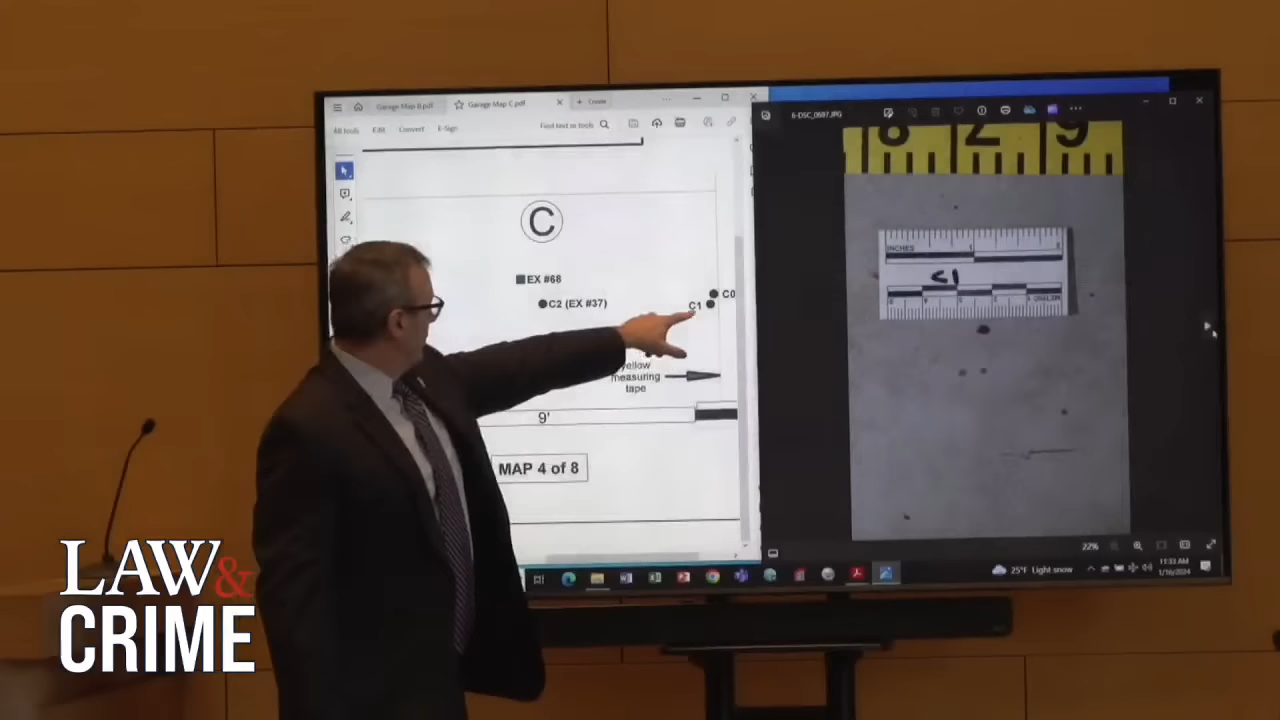 Garage Map B.pdf
Garage Map C.pdf
+ Create
All tools
Edit
Convert
E-Sign
Find text or tools
C
EX #68
C2 (EX #37)
C0
C1
yellow
measuring
tape
9'
MAP 4 of 8
6-DSC_0687.JPG
8 2 9
INCHES
1
C1
METRIC
22%
25°F Light snow
11:33 AM
1/16/2024
LAW&
CRIME